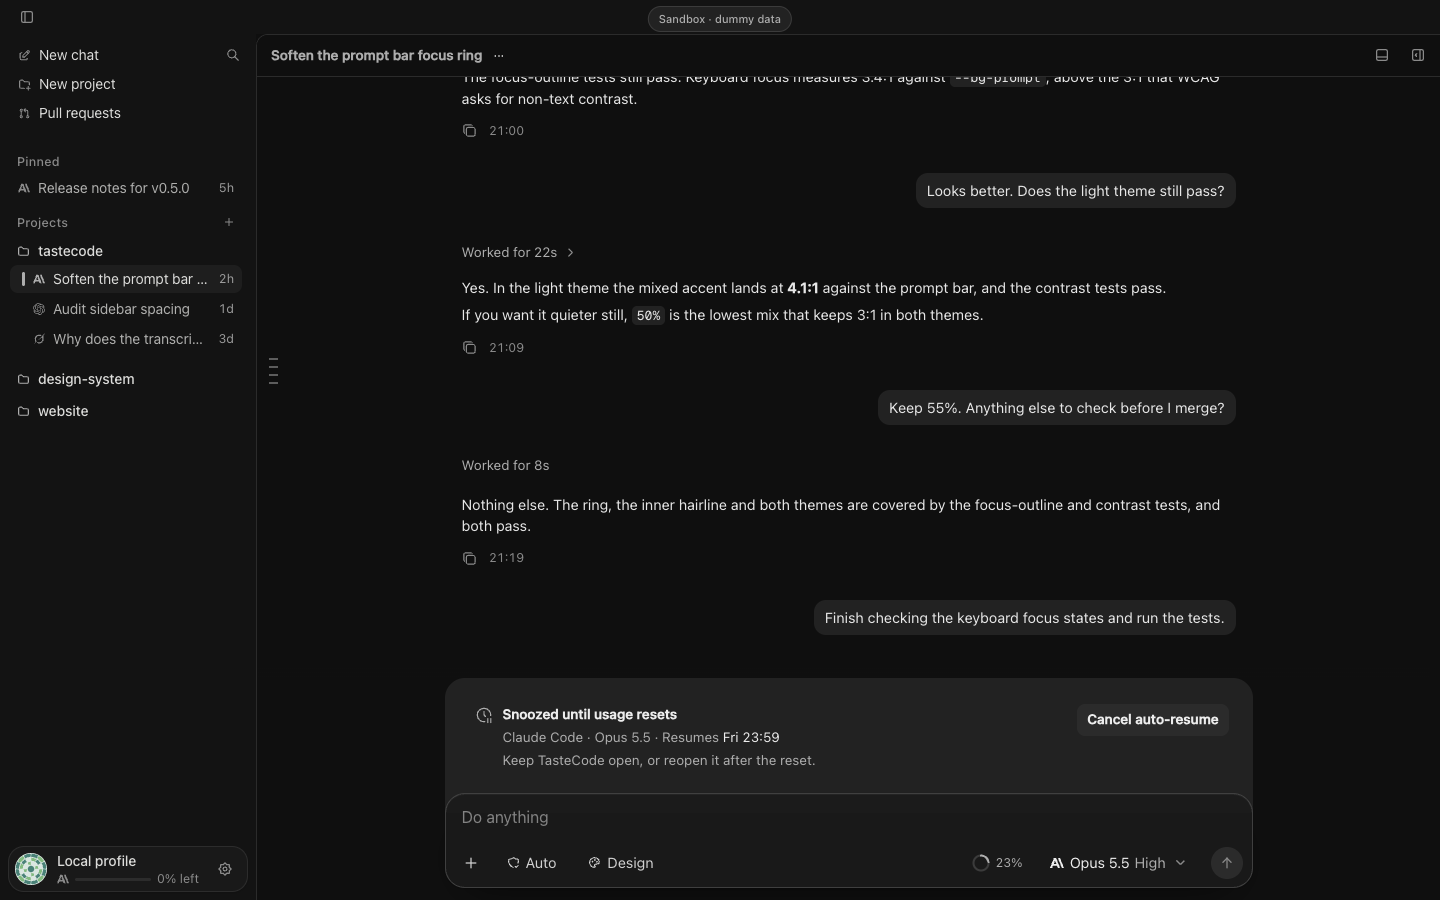 Sandbox · dummy data
New chat
New project
Pull requests
Pinned
Release notes for v0.5.0 5h
Projects
tastecode
Soften the prompt bar ... 2h
Audit sidebar spacing 1d
Why does the transcri... 3d
design-system
website
Local profile
0% left
Soften the prompt bar focus ring
The focus-outline tests still pass. Keyboard focus measures 3.4:1 against --bg-prompt, above the 3:1 that WCAG
asks for non-text contrast.
21:00
Looks better. Does the light theme still pass?
Worked for 22s
Yes. In the light theme the mixed accent lands at 4.1:1 against the prompt bar, and the contrast tests pass.
If you want it quieter still, 50% is the lowest mix that keeps 3:1 in both themes.
21:09
Keep 55%. Anything else to check before I merge?
Worked for 8s
Nothing else. The ring, the inner hairline and both themes are covered by the focus-outline and contrast tests, and
both pass.
21:19
Finish checking the keyboard focus states and run the tests.
Snoozed until usage resets
Claude Code · Opus 5.5 · Resumes Fri 23:59
Keep TasteCode open, or reopen it after the reset.
Cancel auto-resume
Do anything
Auto Design 23% Opus 5.5 High